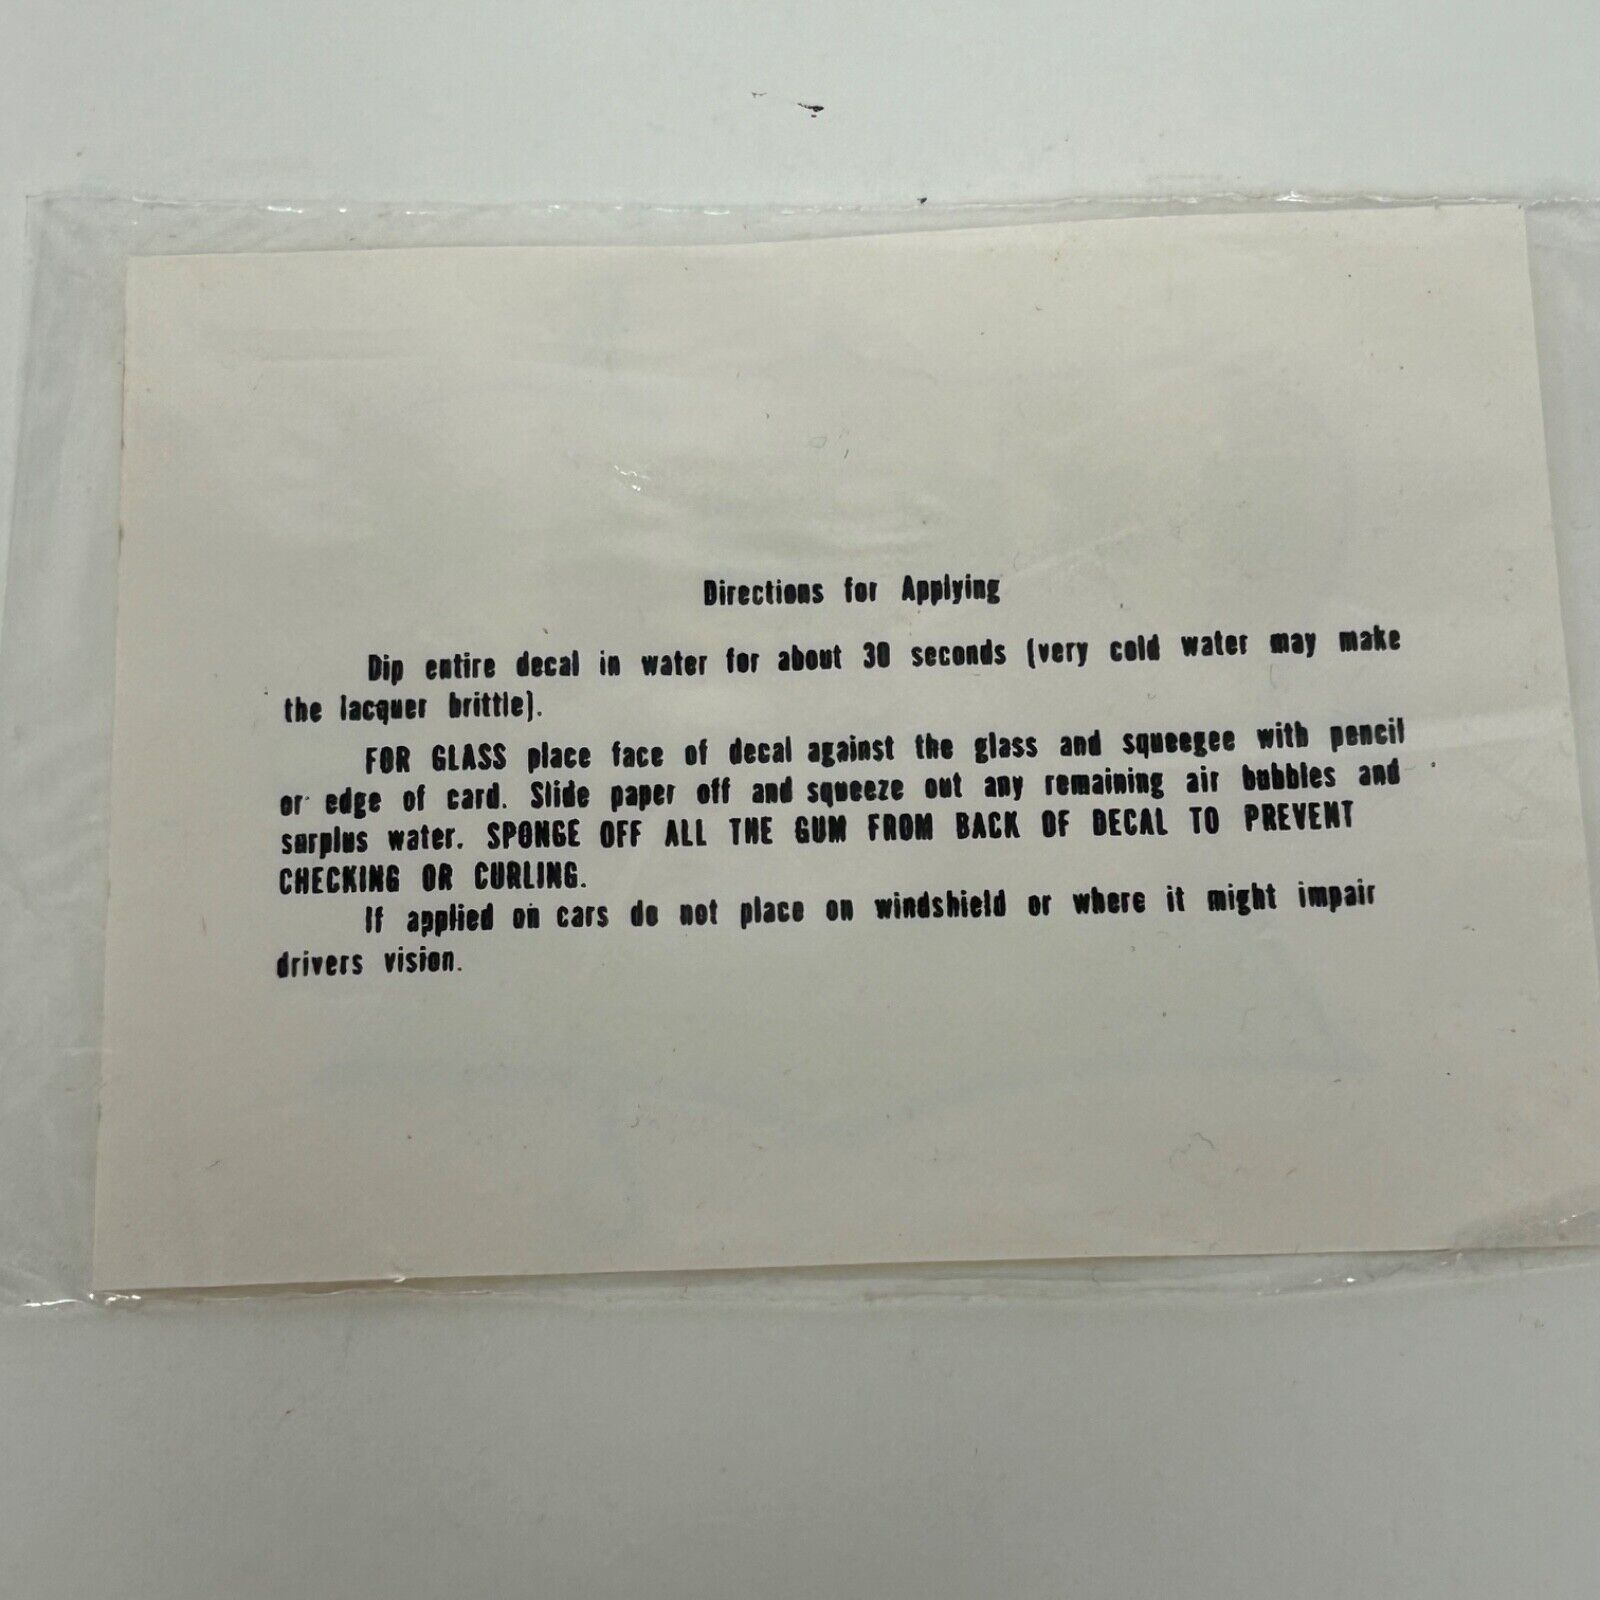 Directions for Applying
Dip entire decal in water for about 30 seconds (very cold water may make
the lacquer brittle).
FOR GLASS place face of decal against the glass and squeegee with pencil
or edge of card. Slide paper off and squeeze out any remaining air bubbles and
surplus water. SPONGE OFF ALL THE GUM FROM BACK OF DECAL TO PREVENT
CHECKING OR CURLING.
If applied on cars do not place on windshield or where it might impair
drivers vision.